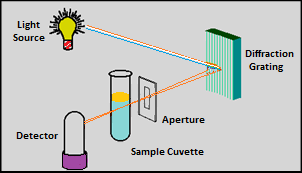 Light
Source
Diffraction
Grating
Aperture
Detector
Sample Cuvette